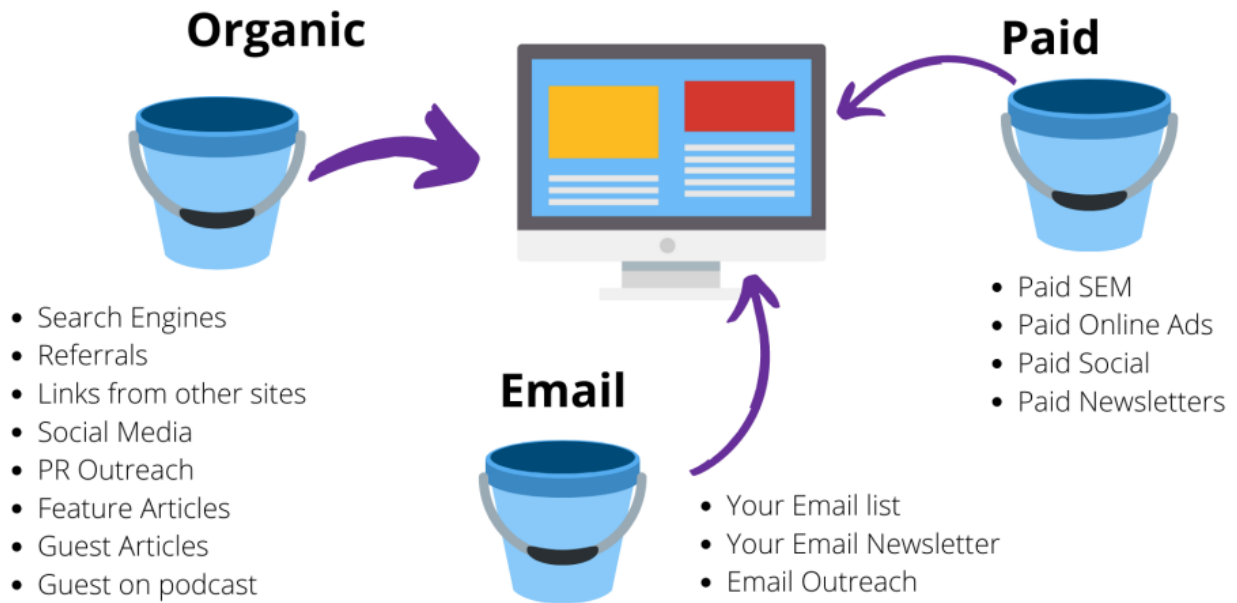 Organic
• Search Engines
• Referrals
• Links from other sites
• Social Media
• PR Outreach
• Feature Articles
• Guest Articles
• Guest on podcast
Email
• Your Email list
• Your Email Newsletter
• Email Outreach
Paid
• Paid SEM
• Paid Online Ads
• Paid Social
• Paid Newsletters